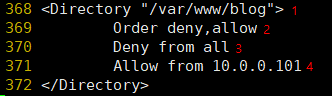 368 <Directory "/var/www/blog"> 1
369 Order deny,allow 2
370 Deny from all 3
371 Allow from 10.0.0.101 4
372 </Directory>